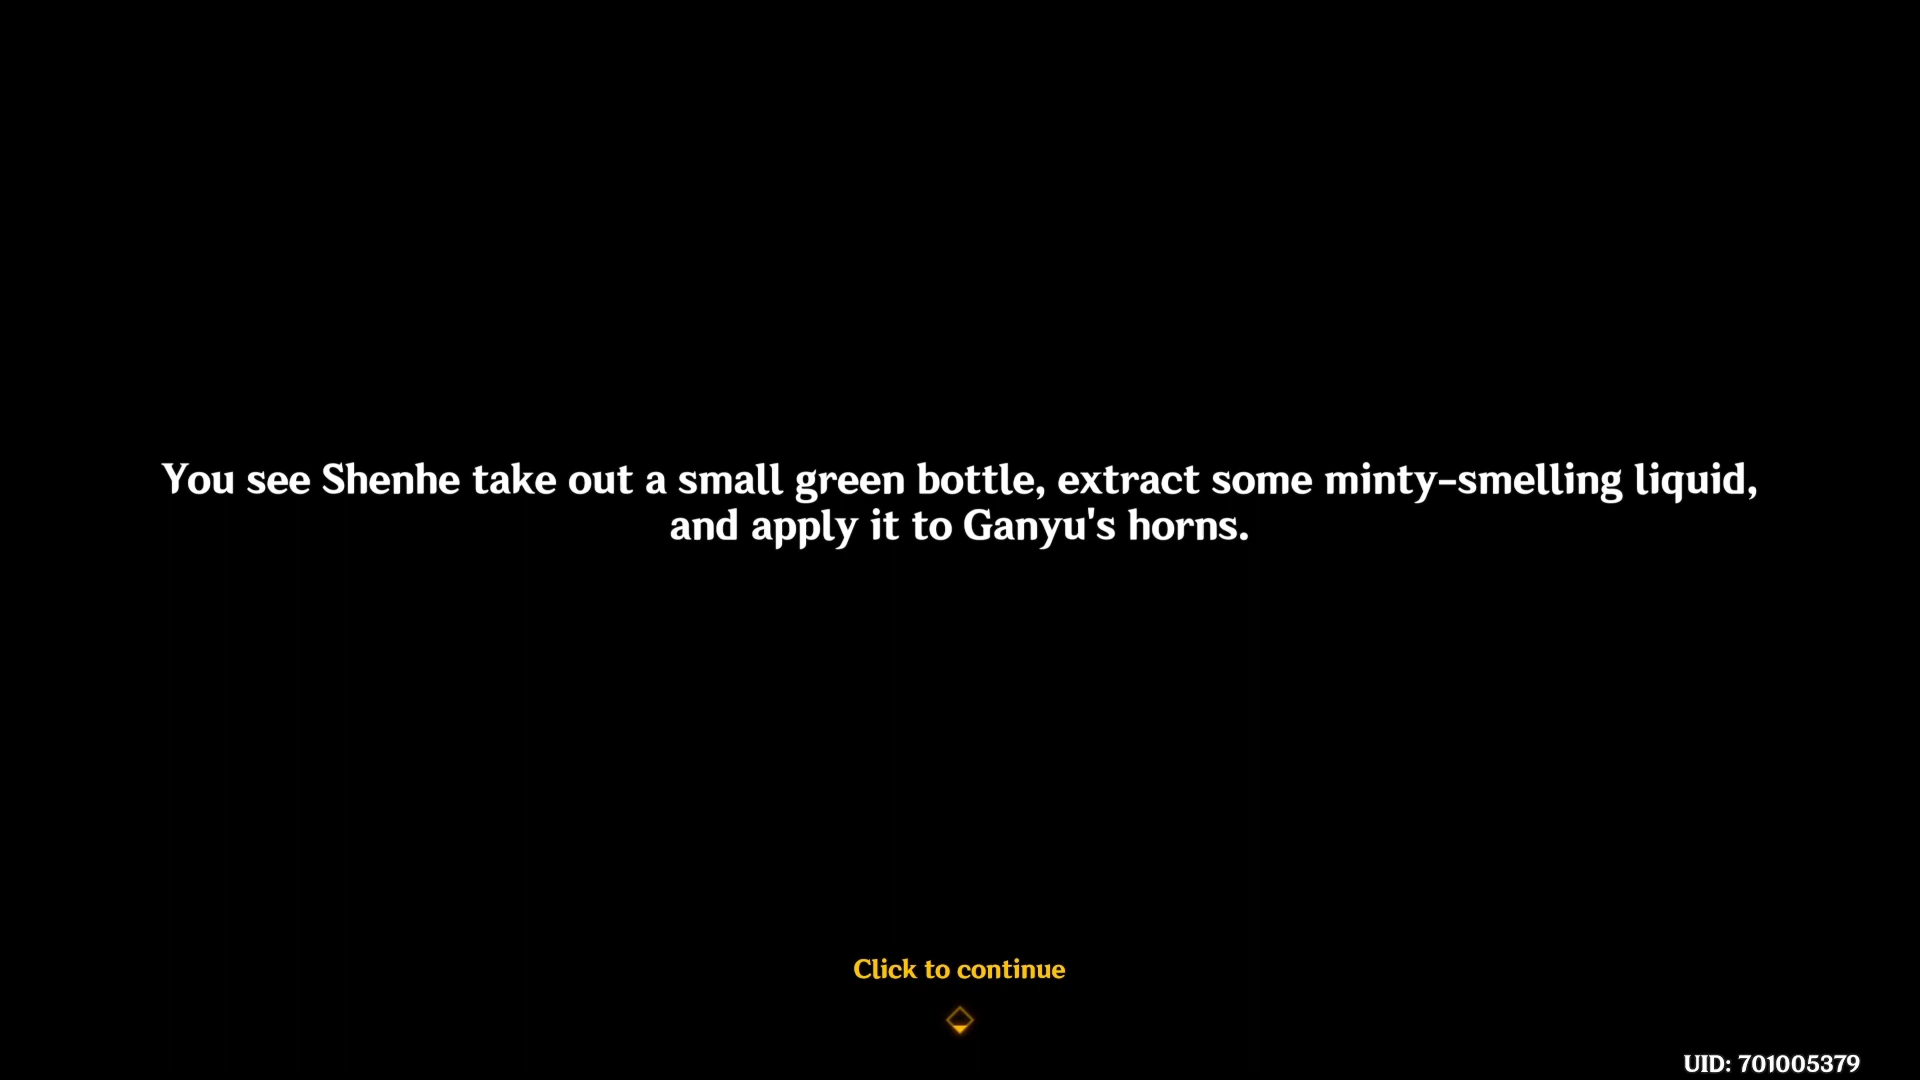 You see Shenhe take out a small green bottle, extract some minty-smelling liquid,
and apply it to Ganyu's horns.
Click to continue
UID: 701005379